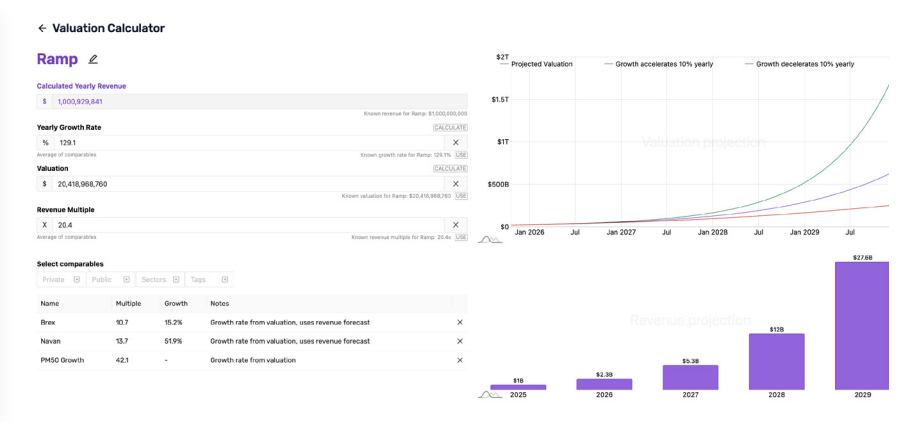 ← Valuation Calculator
Ramp
Calculated Yearly Revenue
$ 1,000,929,841
Known revenue for Ramp: $1,000,000,000
Yearly Growth Rate CALCULATE
% 129.1 ×
Average of comparables Known growth rate for Ramp: 129.1% USE
Valuation CALCULATE
$ 20,418,968,760 ×
Known valuation for Ramp: $20,418,968,760 USE
Revenue Multiple
X 20.4 ×
Average of comparables Known revenue multiple for Ramp: 20.4x USE
Select comparables
Private Public Sectors Tags
Name Multiple Growth Notes
Brex 10.7 15.2% Growth rate from valuation, uses revenue forecast ×
Navan 13.7 51.9% Growth rate from valuation, uses revenue forecast ×
PM50 Growth 42.1 - Growth rate from valuation ×
$2T
Projected Valuation Growth accelerates 10% yearly Growth decelerates 10% yearly
$1.5T
$1T
Valuation projection
$500B
$0
Jan 2026 Jul Jan 2027 Jul Jan 2028 Jul Jan 2029 Jul
$27.6B
Revenue projection
$12B
$5.3B
$2.3B
$1B
2025 2026 2027 2028 2029